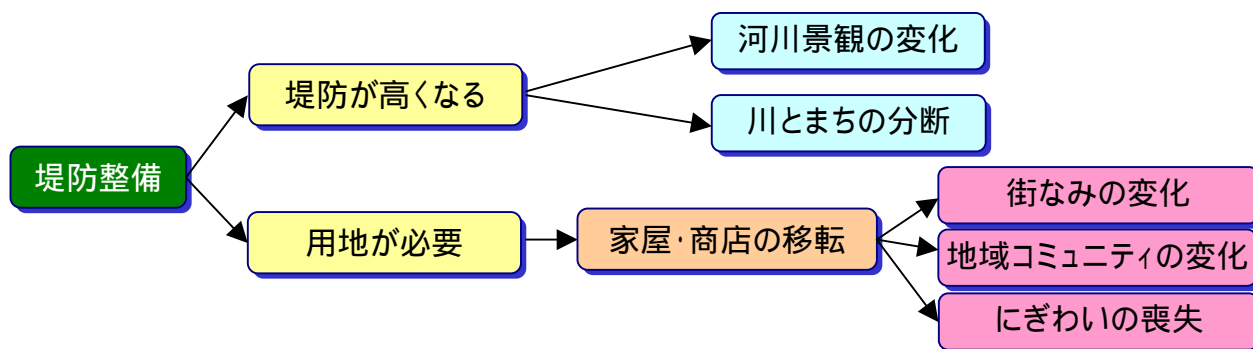 堤防整備
堤防が高くなる
河川景観の変化
川とまちの分断
用地が必要
家屋・商店の移転
街なみの変化
地域コミュニティの変化
にぎわいの喪失